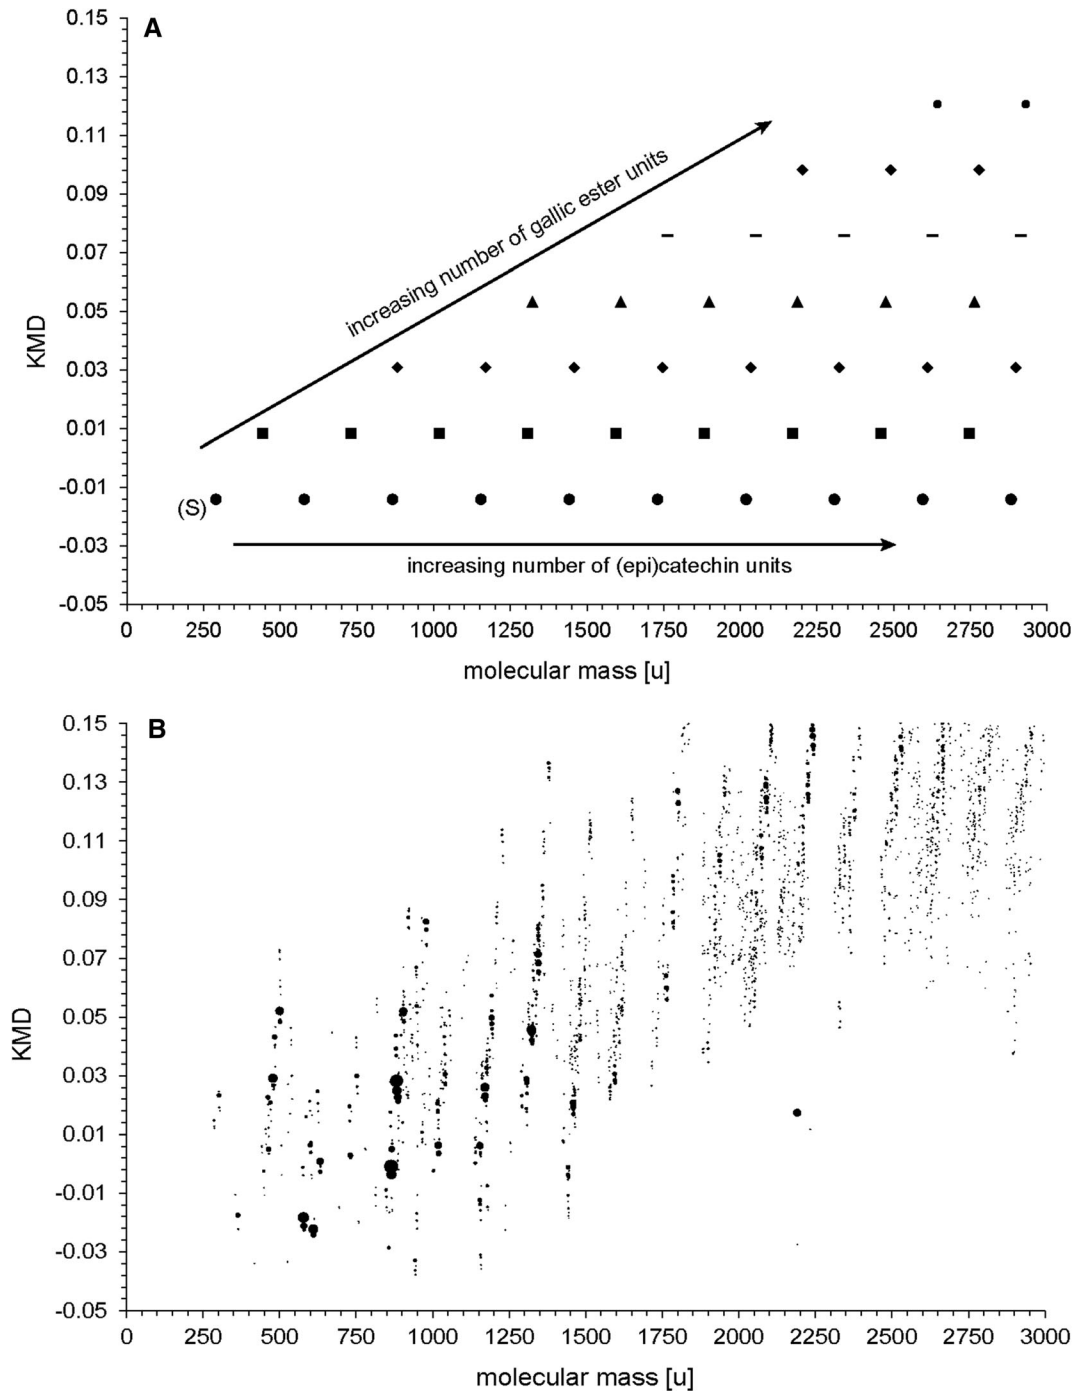 A
0.15
0.13
0.11
0.09
0.07
0.05
0.03
0.01
-0.01
-0.03
-0.05
KMD
increasing number of gallic ester units
(S)
increasing number of (epi)catechin units
0 250 500 750 1000 1250 1500 1750 2000 2250 2500 2750 3000
molecular mass [u]
B
0.15
0.13
0.11
0.09
0.07
0.05
0.03
0.01
-0.01
-0.03
-0.05
KMD
0 250 500 750 1000 1250 1500 1750 2000 2250 2500 2750 3000
molecular mass [u]